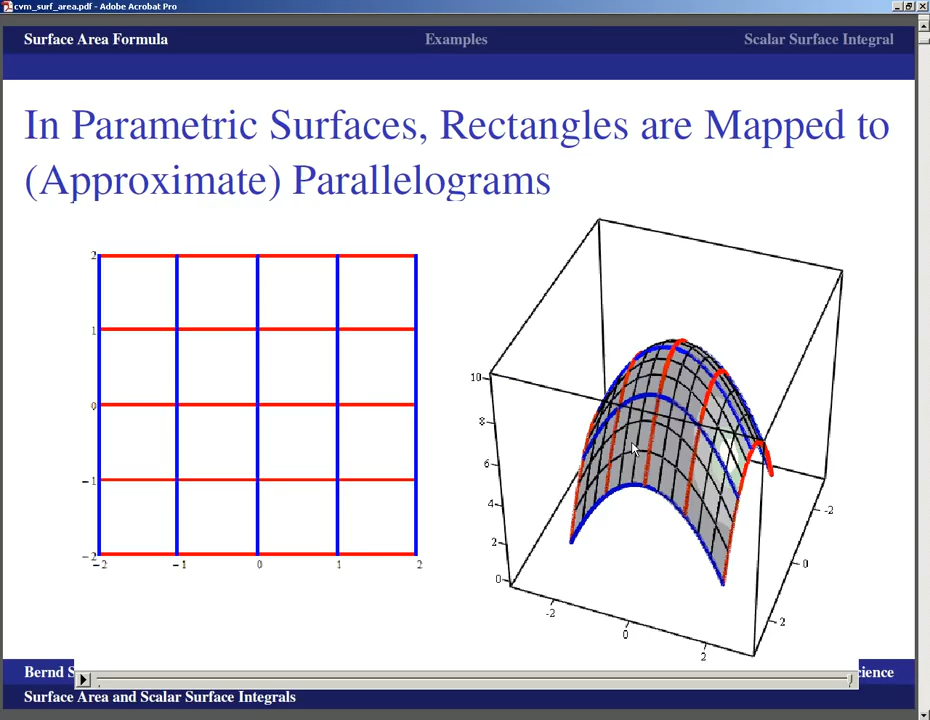 cvm_surf_area.pdf - Adobe Acrobat Pro
Surface Area Formula Examples Scalar Surface Integral
In Parametric Surfaces, Rectangles are Mapped to
(Approximate) Parallelograms
2
1
0
-1
-2
-2 -1 0 1 2
10
8
6
4
2
0
-2
0
2
-2
0
2
Bernd S cience
Surface Area and Scalar Surface Integrals